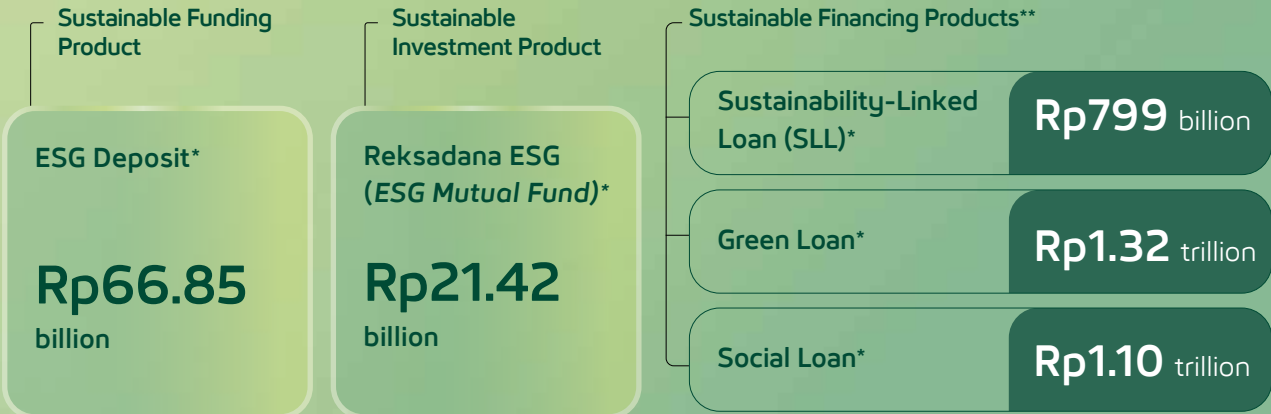 Sustainable Funding
Product
ESG Deposit*
Rp66.85
billion
Sustainable
Investment Product
Reksadana ESG
(ESG Mutual Fund)*
Rp21.42
billion
Sustainable Financing Products**
Sustainability-Linked
Loan (SLL)*
Rp799 billion
Green Loan*
Rp1.32 trillion
Social Loan*
Rp1.10 trillion